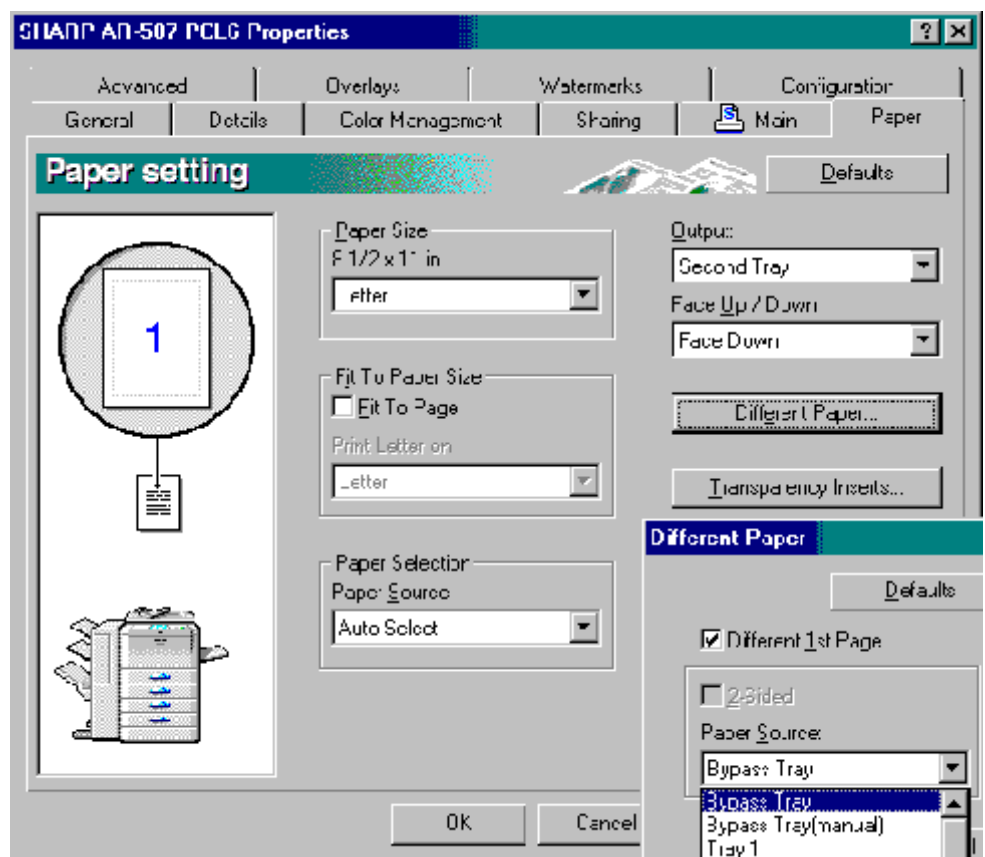 SHARP AR-507 PCL6 Properties
Advanced Overlays Watermarks Configuration
General Details Color Management Sharing Main Paper
Paper setting
Defaults
1
Paper Size
8 1/2 x 11 in
Letter
Output:
Second Tray
Face Up / Down
Face Down
Fit To Paper Size
Fit To Page
Print Letter on
Letter
Different Paper...
Transparency Inserts...
Paper Selection
Paper Source
Auto Select
OK Cancel
Different Paper
Defaults
Different 1st Page
2-Sided
Paper Source:
Bypass Tray
Bypass Tray
Bypass Tray(manual)
Tray 1